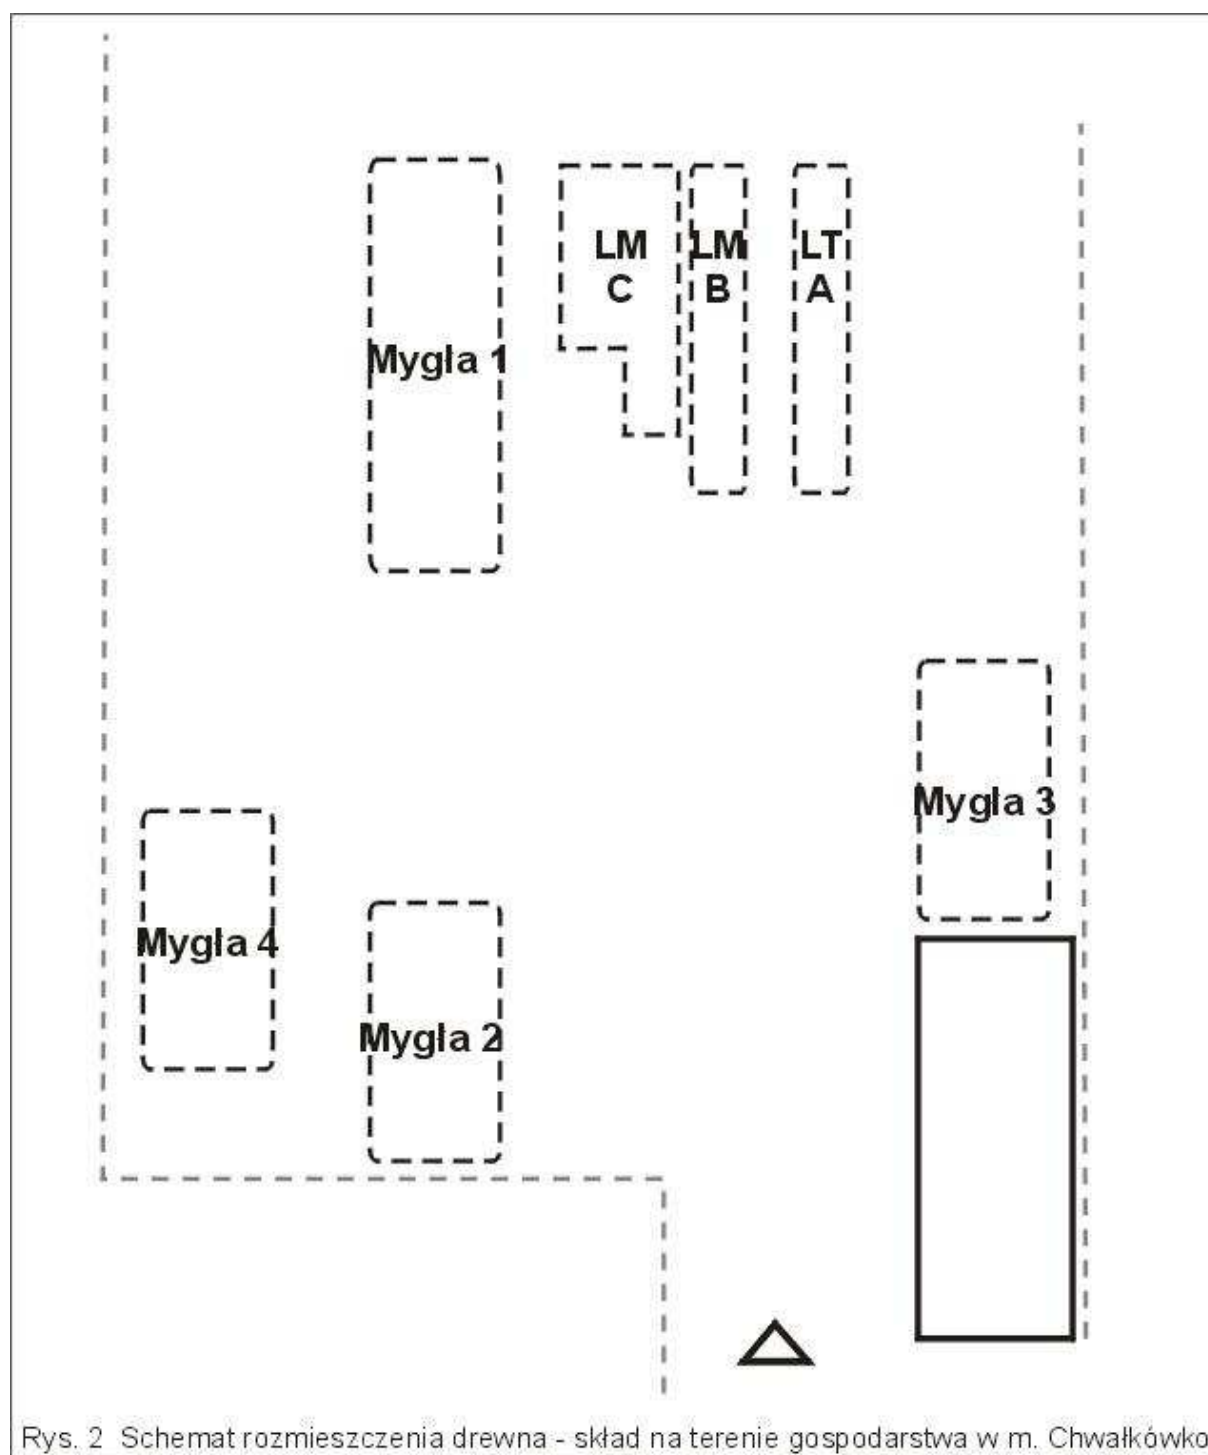 LM
C
LM
B
LT
A
Mygła 1
Mygła 3
Mygła 4
Mygła 2
Rys. 2 Schemat rozmieszczenia drewna - skład na terenie gospodarstwa w m. Chwałkówko